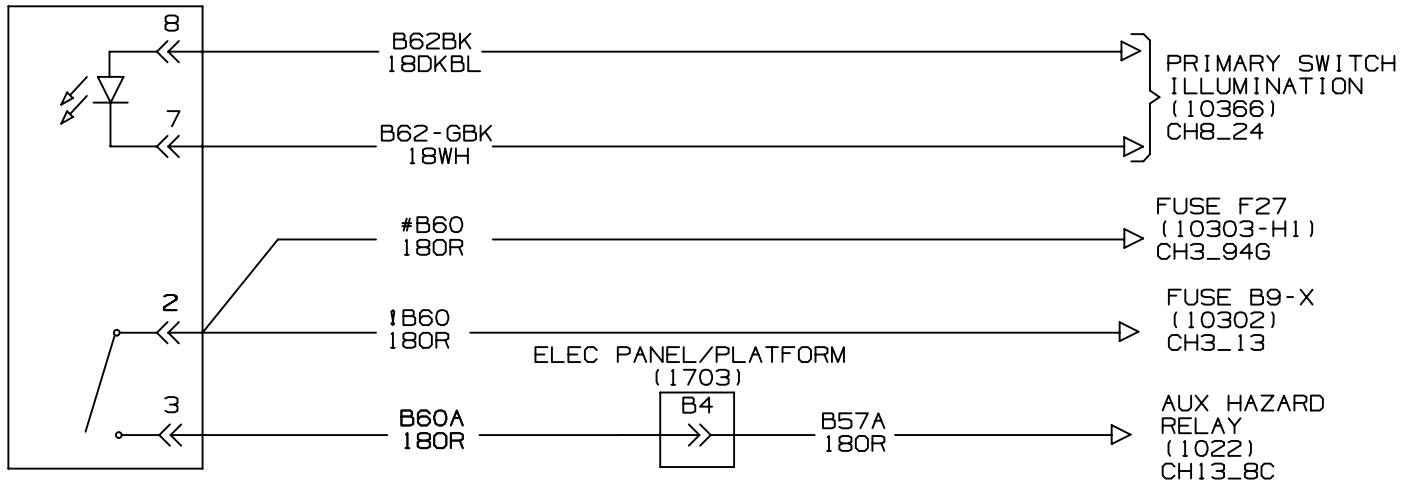 8
B62BK
18DKBL
PRIMARY SWITCH
ILLUMINATION
(10366)
CH8_24
7
B62-GBK
18WH
#B60
18OR
FUSE F27
(10303-H1)
CH3_94G
2
!B60
18OR
FUSE B9-X
(10302)
CH3_13
ELEC PANEL/PLATFORM
(1703)
3
B60A
18OR
B4
B57A
18OR
AUX HAZARD
RELAY
(1022)
CH13_8C